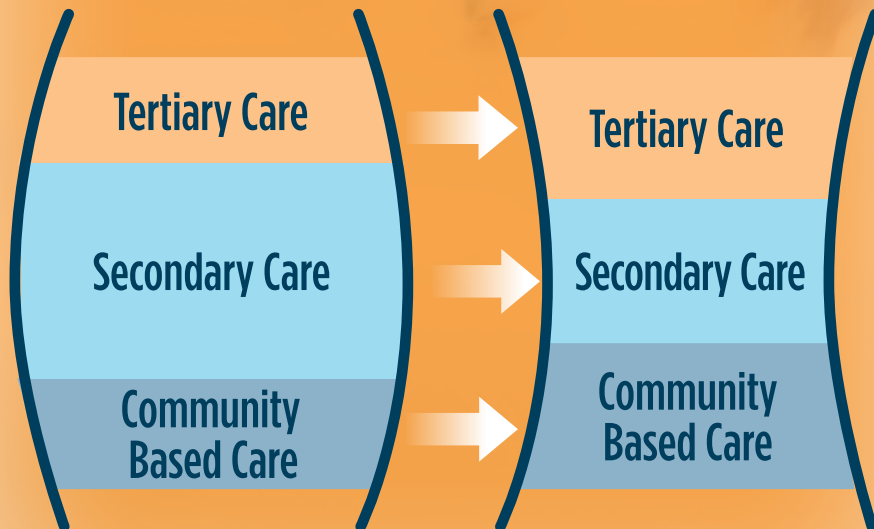 Tertiary Care
Secondary Care
Community
Based Care
Tertiary Care
Secondary Care
Community
Based Care